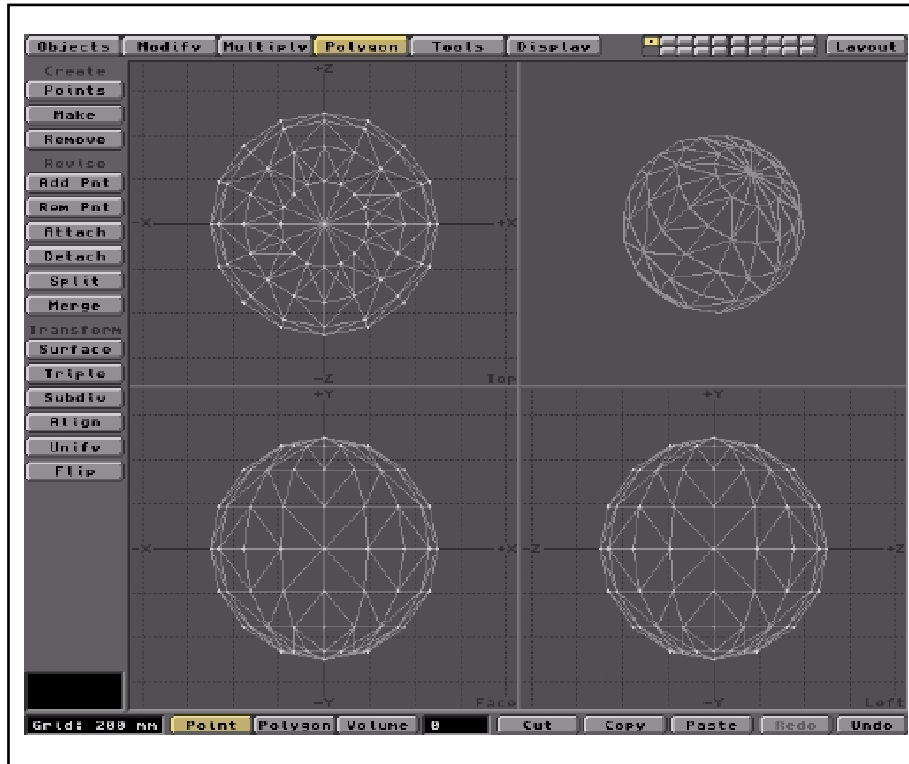 Objects Modify Multiply Polygon Tools Display Layout
Create
Points
Make
Remove
Revise
Add Pnt
Rem Pnt
Attach
Detach
Split
Merge
Transform
Surface
Triple
Subdiv
Align
Unify
Flip
+Z
-X +X
-Z Top
+Y +Y
-X +X -Z +Z
-Y Face -Y Left
Grid: 200 mm Point Polygon Volume 0 Cut Copy Paste Redo Undo